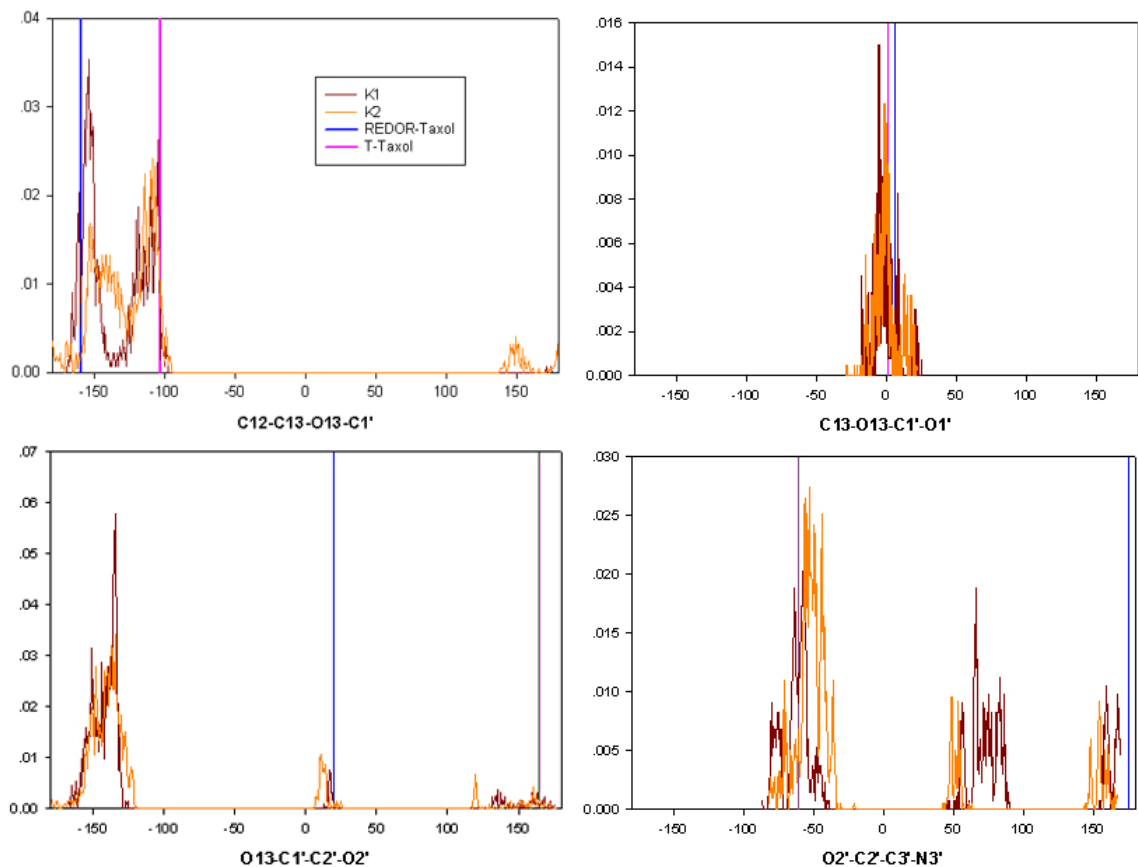 .04
.03
.02
.01
0.00
K1
K2
REDOR-Taxol
T-Taxol
-150 -100 -50 0 50 100 150
C12-C13-O13-C1'
.016
.014
.012
.010
.008
.006
.004
.002
0.000
-150 -100 -50 0 50 100 150
C13-O13-C1'-O1'
.07
.06
.05
.04
.03
.02
.01
0.00
-150 -100 -50 0 50 100 150
O13-C1'-C2'-O2'
.030
.025
.020
.015
.010
.005
0.000
-150 -100 -50 0 50 100 150
O2'-C2'-C3'-N3'